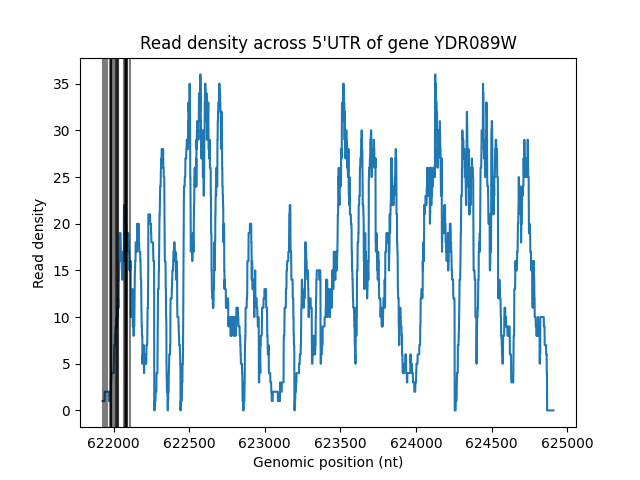 Read density across 5'UTR of gene YDR089W
35
30
25
20
15
10
5
0
Read density
622000 622500 623000 623500 624000 624500 625000
Genomic position (nt)